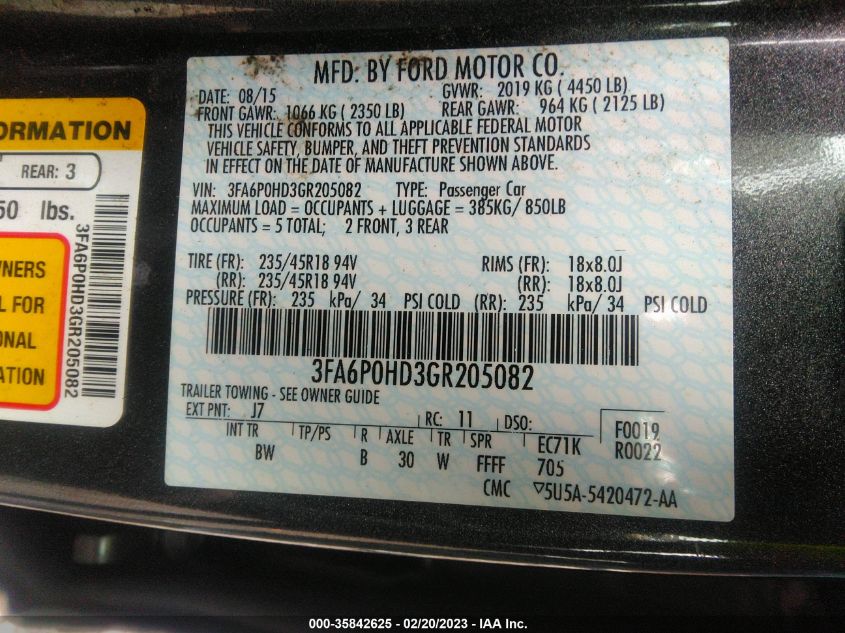 MFD: BY FORD MOTOR CO.
DATE: 08/15 GVWR: 2019 KG ( 4450 LB)
FRONT GAWR: 1066 KG ( 2350 LB) REAR GAWR: 964 KG ( 2125 LB)
THIS VEHICLE CONFORMS TO ALL APPLICABLE FEDERAL MOTOR
VEHICLE SAFETY, BUMPER, AND THEFT PREVENTION STANDARDS
IN EFFECT ON THE DATE OF MANUFACTURE SHOWN ABOVE.
VIN: 3FA6P0HD3GR205082 TYPE: Passenger Car
MAXIMUM LOAD = OCCUPANTS + LUGGAGE = 385KG/ 850LB
OCCUPANTS = 5 TOTAL; 2 FRONT, 3 REAR
TIRE (FR): 235/45R18 94V RIMS (FR): 18x8.0J
(RR): 235/45R18 94V (RR): 18x8.0J
PRESSURE (FR): 235 kPa/ 34 PSI COLD (RR): 235 kPa/ 34 PSI COLD
3FA6P0HD3GR205082
TRAILER TOWING - SEE OWNER GUIDE
EXT PNT: J7 RC: 11 DSO: F0019
INT TR TP/PS R AXLE TR SPR EC71K R0022
BW B 30 W FFFF 705
CMC ▽5U5A-5420472-AA
ORMATION
REAR: 3
50 lbs.
3FA6P0HD3GR205082
WNERS
L FOR
ONAL
ATION
000-35842625 - 02/20/2023 - IAA Inc.